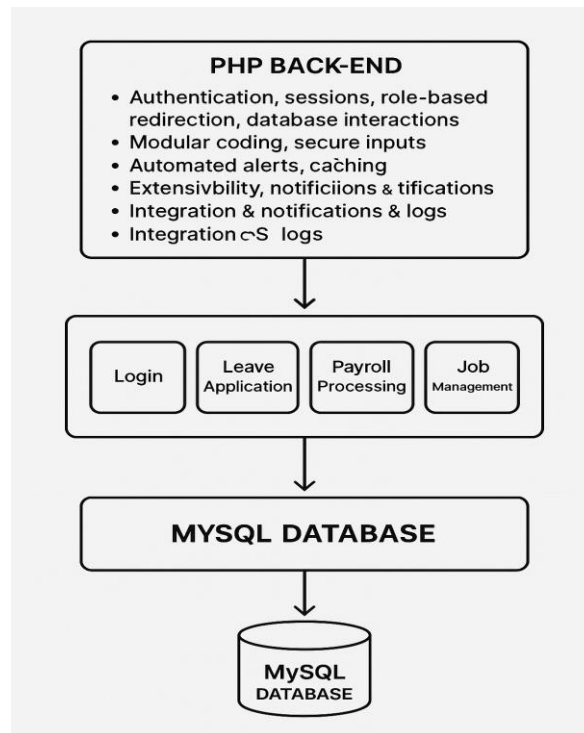 PHP BACK-END
• Authentication, sessions, role-based
redirection, database interactions
• Modular coding, secure inputs
• Automated alerts, caching
• Extensivbility, notificiions & tifications
• Integration & notifications & logs
• Integration logs
Login
Leave
Application
Payroll
Processing
Job
Management
MYSQL DATABASE
MySQL
DATABASE